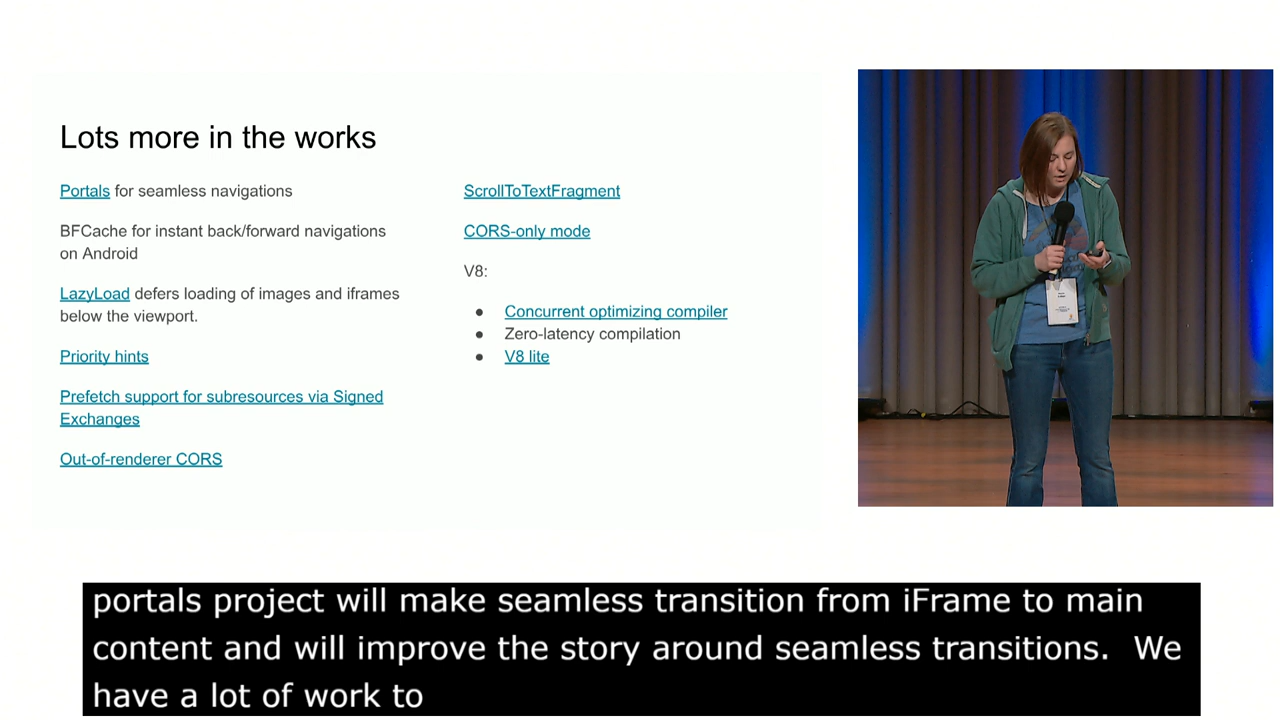 Lots more in the works
Portals for seamless navigations
BFCache for instant back/forward navigations
on Android
LazyLoad defers loading of images and iframes
below the viewport.
Priority hints
Prefetch support for subresources via Signed
Exchanges
Out-of-renderer CORS
ScrollToTextFragment
CORS-only mode
V8:
● Concurrent optimizing compiler
● Zero-latency compilation
● V8 lite
portals project will make seamless transition from iFrame to main
content and will improve the story around seamless transitions.  We
have a lot of work to